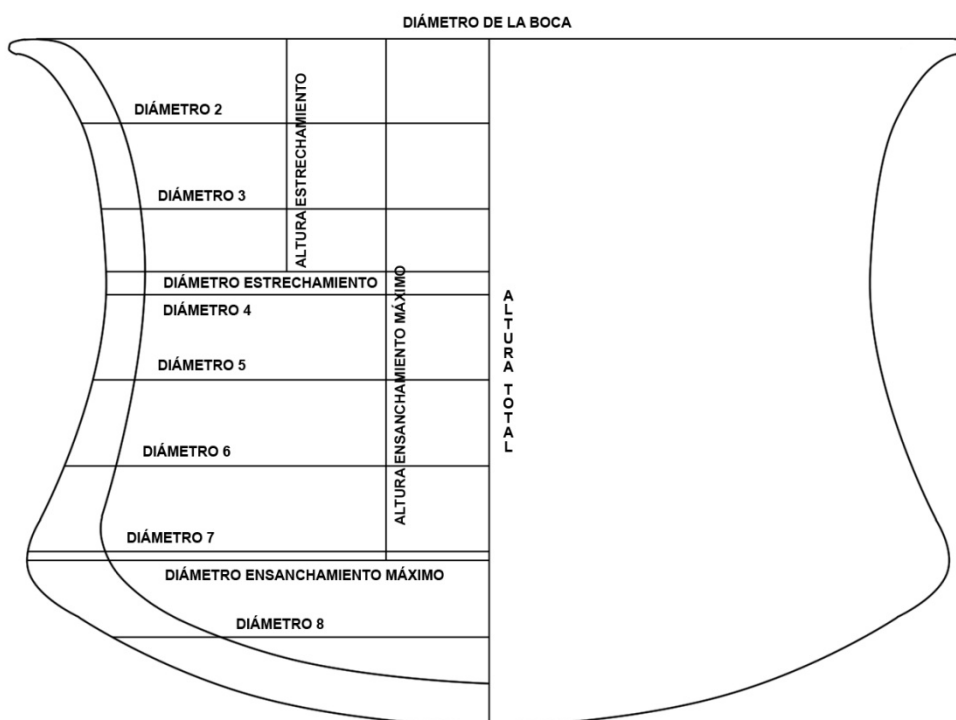 DIÁMETRO DE LA BOCA
DIÁMETRO 2
ALTURA ESTRECHAMIENTO
DIÁMETRO 3
DIÁMETRO ESTRECHAMIENTO
DIÁMETRO 4
ALTURA ENSANCHAMIENTO MÁXIMO
ALTURA TOTAL
DIÁMETRO 5
DIÁMETRO 6
DIÁMETRO 7
DIÁMETRO ENSANCHAMIENTO MÁXIMO
DIÁMETRO 8